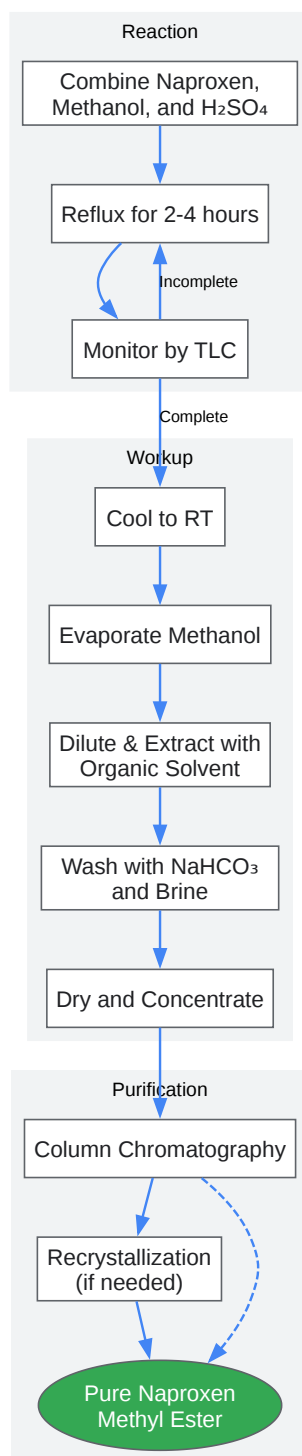 Reaction
Combine Naproxen,
Methanol, and H₂SO₄
Reflux for 2-4 hours
Incomplete
Monitor by TLC
Complete
Workup
Cool to RT
Evaporate Methanol
Dilute & Extract with
Organic Solvent
Wash with NaHCO₃
and Brine
Dry and Concentrate
Purification
Column Chromatography
Recrystallization
(if needed)
Pure Naproxen
Methyl Ester